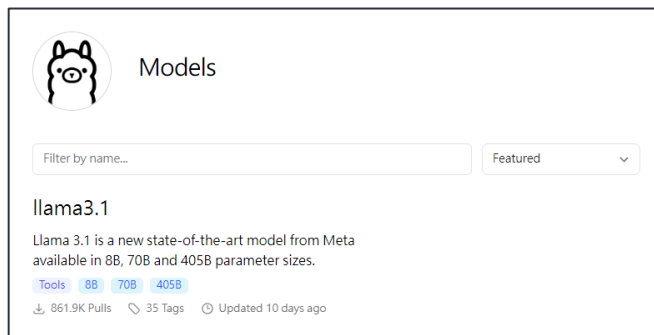 Models
Filter by name...
Featured
llama3.1
Llama 3.1 is a new state-of-the-art model from Meta
available in 8B, 70B and 405B parameter sizes.
Tools 8B 70B 405B
861.9K Pulls 35 Tags Updated 10 days ago